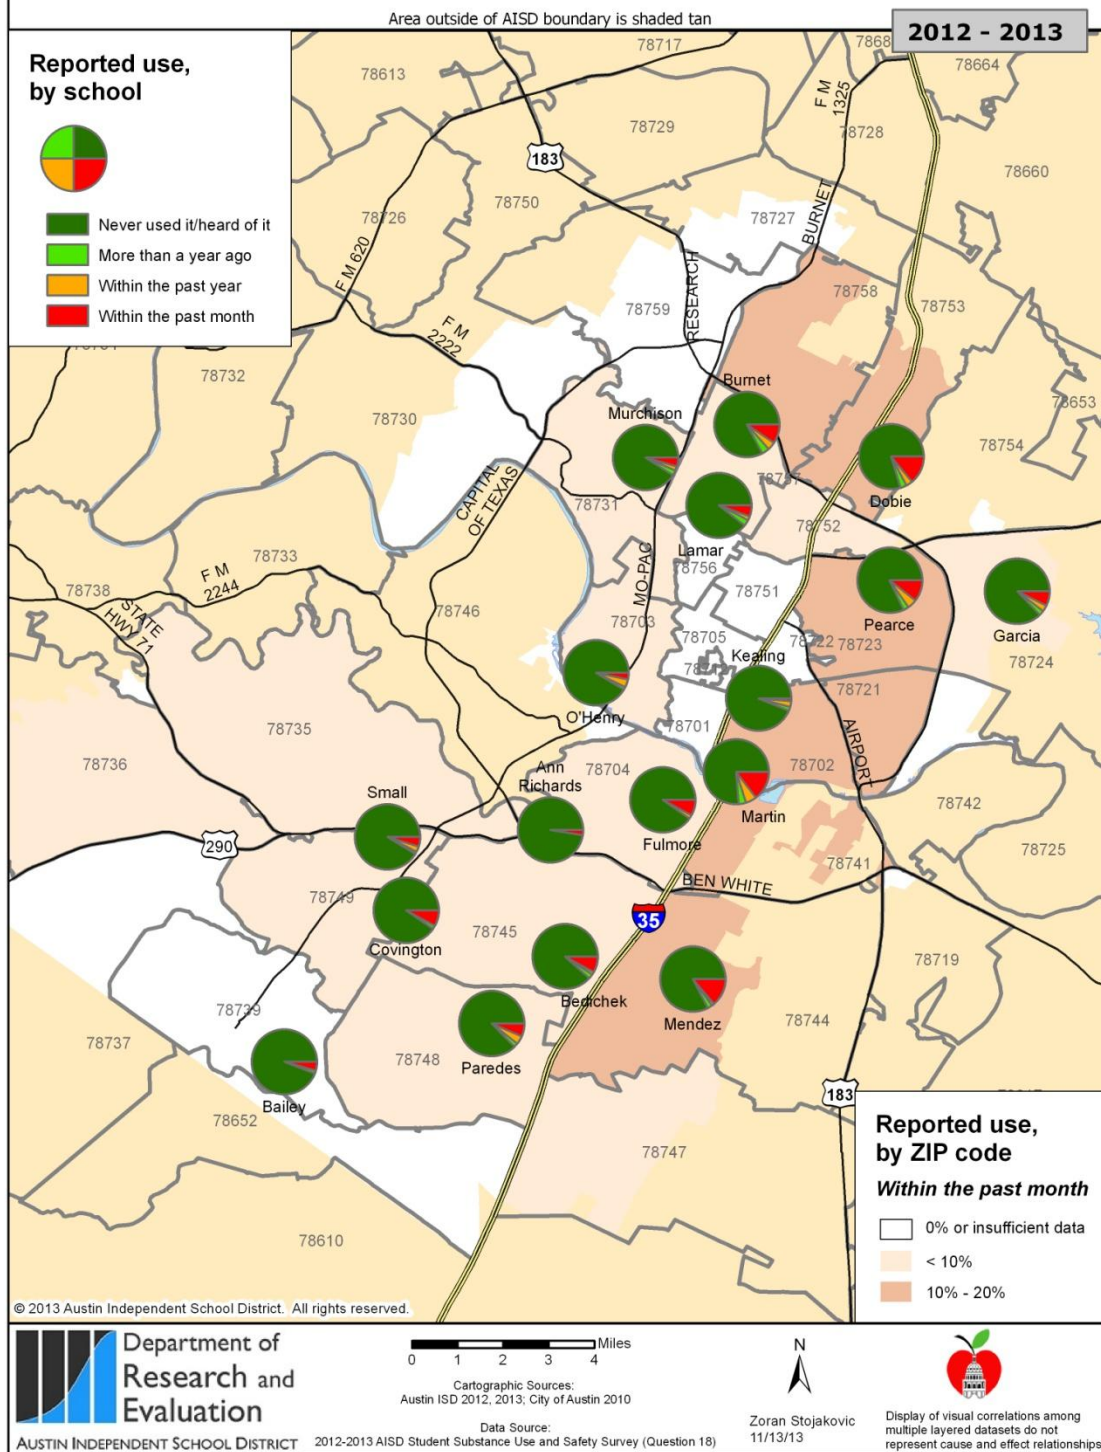 Area outside of AISD boundary is shaded tan
2012 - 2013
Reported use,
by school
Never used it/heard of it
More than a year ago
Within the past year
Within the past month
78717
78664
78613
F M
1325
78729
78728
183
78660
78750
78727
BURNET
78726
F M 620
RESEARCH
78758
78753
78759
F M
2222
78732
Burnet
78653
Murchison
78730
78754
CAPITAL
OF TEXAS
Dobie
78731
78752
Lamar
78733
MO-PAC
78756
F M
2244
78738
78751
STATE
HWY 71
78746
78703
Pearce
Garcia
78705
78723
Kealing
78724
78721
O'Henry
78701
78735
AIRPORT
78736
Ann
Richards
78704
78702
Small
78742
Martin
290
Fulmore
78741
78725
BEN WHITE
78749
35
78745
Covington
78719
Bedichek
78739
Mendez
78744
78737
Paredes
78748
183
Bailey
78652
78747
78610
Reported use,
by ZIP code
Within the past month
0% or insufficient data
< 10%
10% - 20%
© 2013 Austin Independent School District. All rights reserved.
Department of
Research and
Evaluation
AUSTIN INDEPENDENT SCHOOL DISTRICT
Miles
0 1 2 3 4
Cartographic Sources:
Austin ISD 2012, 2013; City of Austin 2010
Data Source:
2012-2013 AISD Student Substance Use and Safety Survey (Question 18)
N
Zoran Stojakovic
11/13/13
Display of visual correlations among
multiple layered datasets do not
represent cause and effect relationships